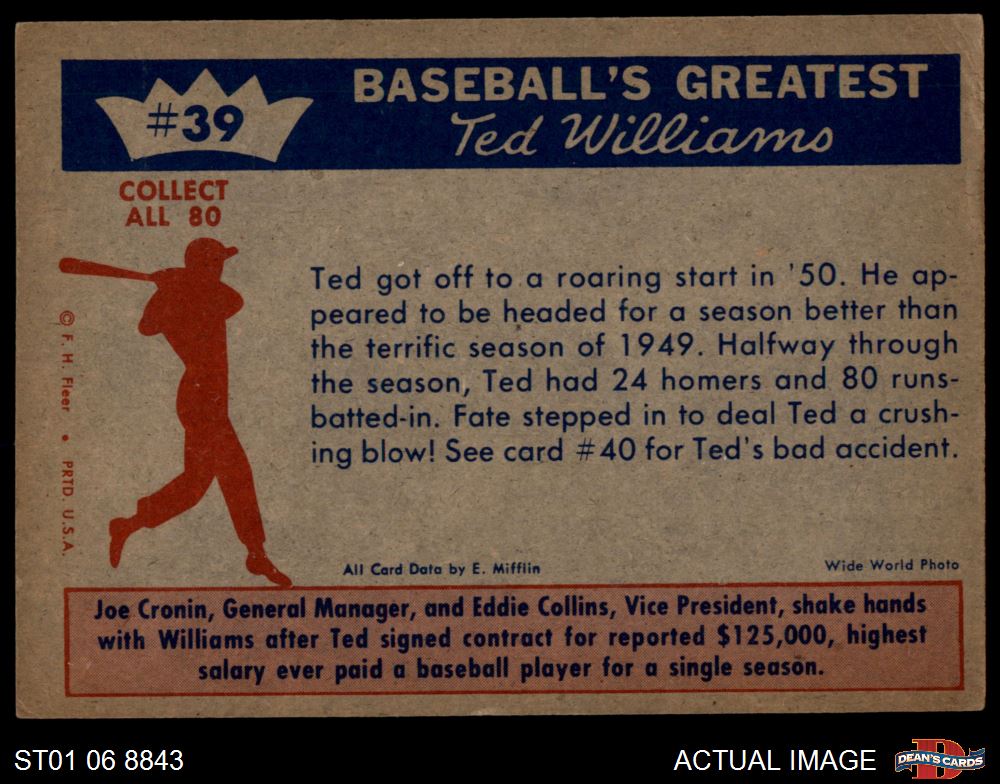 #39
BASEBALL'S GREATEST
Ted Williams
COLLECT
ALL 80
Ted got off to a roaring start in '50. He ap-
peared to be headed for a season better than
the terrific season of 1949. Halfway through
the season, Ted had 24 homers and 80 runs-
batted-in. Fate stepped in to deal Ted a crush-
ing blow! See card #40 for Ted's bad accident.
© F. H. Fleer • PRTD. U.S.A.
All Card Data by E. Mifflin
Wide World Photo
Joe Cronin, General Manager, and Eddie Collins, Vice President, shake hands
with Williams after Ted signed contract for reported $125,000, highest
salary ever paid a baseball player for a single season.
ST01 06 8843
ACTUAL IMAGE
D
DEAN'S CARDS